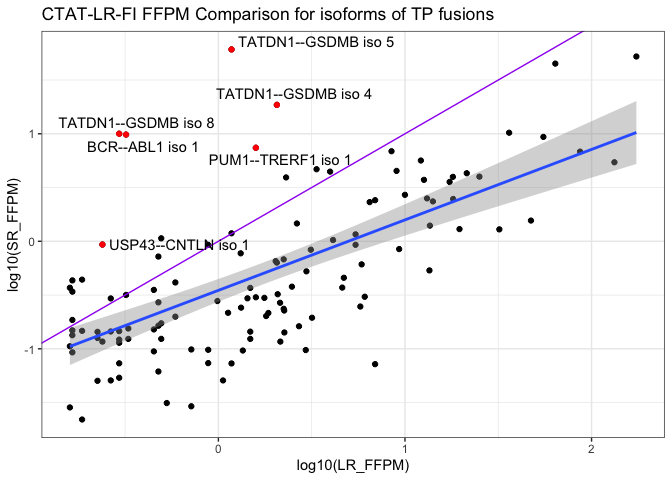 CTAT-LR-FI FFPM Comparison for isoforms of TP fusions
TATDN1--GSDMB iso 5
TATDN1--GSDMB iso 4
TATDN1--GSDMB iso 8
BCR--ABL1 iso 1
PUM1--TRERF1 iso 1
USP43--CNTLN iso 1
1
0
-1
log10(SR_FFPM)
0
1
2
log10(LR_FFPM)